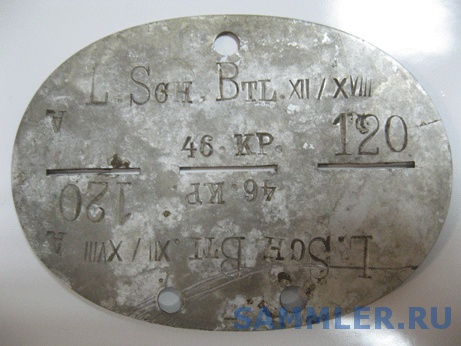 L. SCH. BTL. XII / XVIII
A
46. KP. 120
46. KP. 120
A
L. SCH. BTL. XII / XVIII
SAMMLER.RU